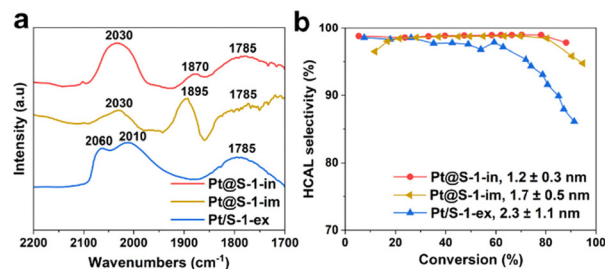 a
2030
1870
1785
2030
1895
1785
2060
2010
1785
Pt@S-1-in
Pt@S-1-im
Pt/S-1-ex
Intensity (a.u)
2200 2100 2000 1900 1800 1700
Wavenumbers (cm⁻¹)
b
100
95
90
85
80
75
70
HCAL selectivity (%)
Pt@S-1-in, 1.2 ± 0.3 nm
Pt@S-1-im, 1.7 ± 0.5 nm
Pt/S-1-ex, 2.3 ± 1.1 nm
0 20 40 60 80 100
Conversion (%)